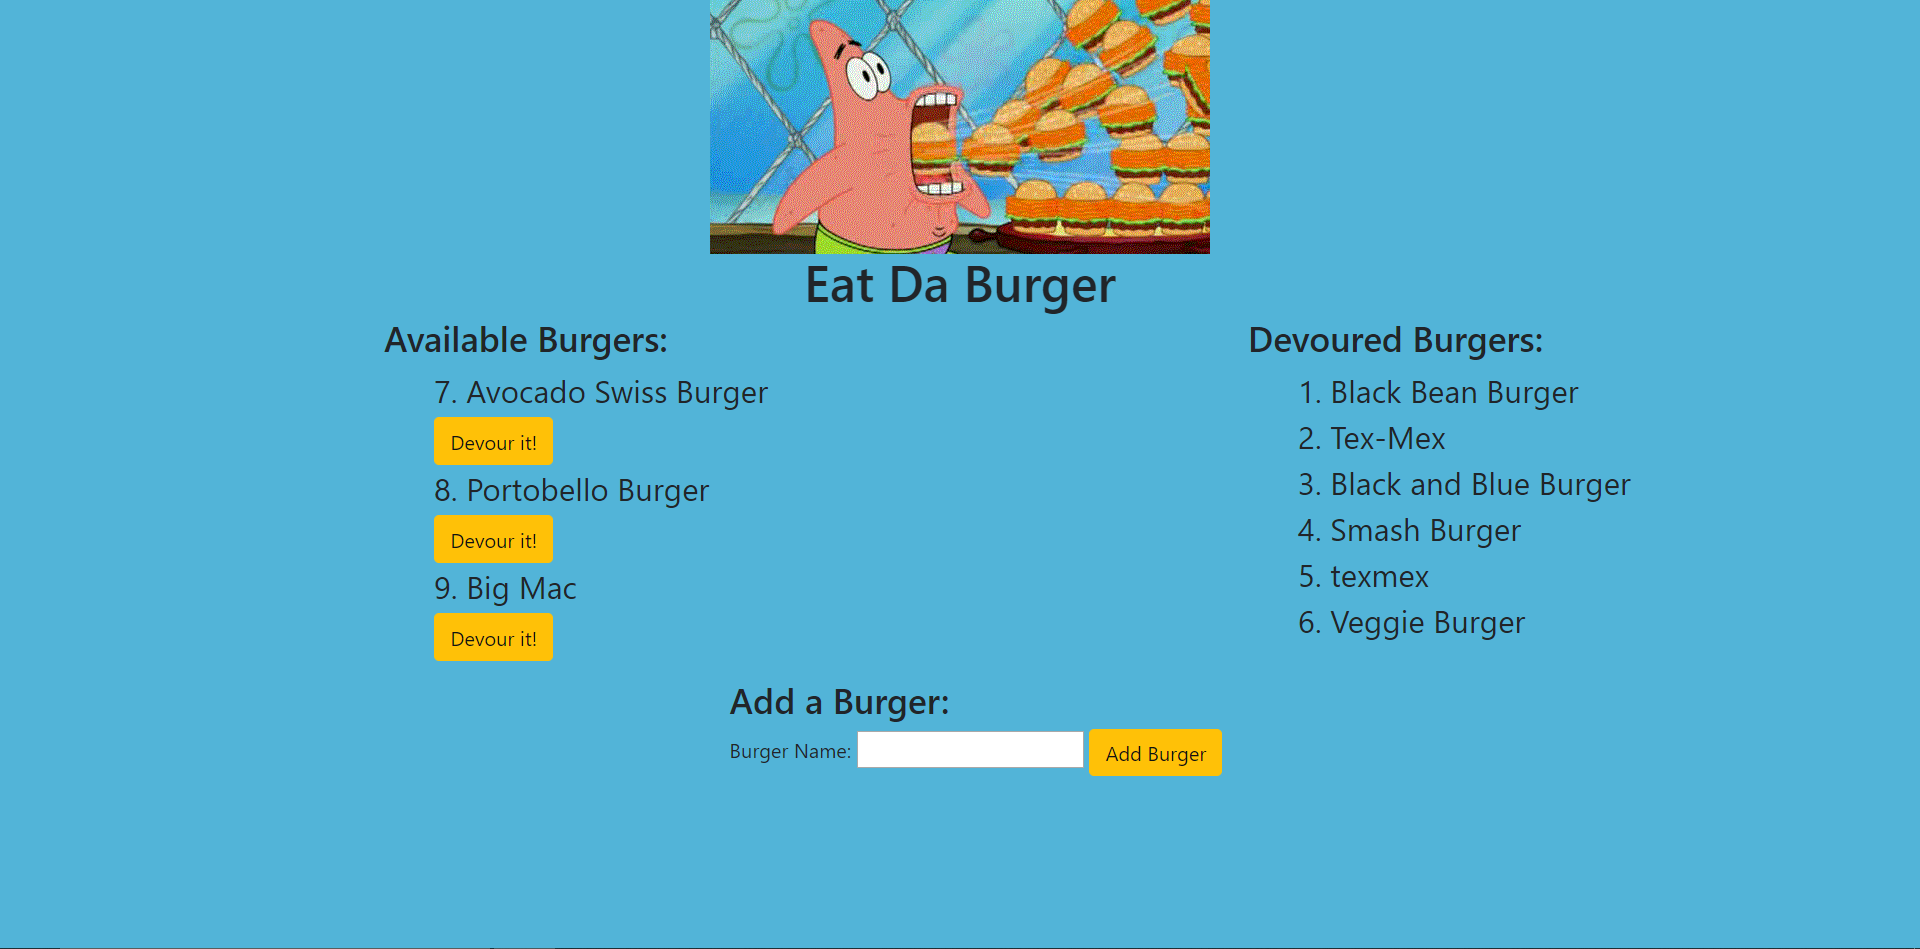 Eat Da Burger
Available Burgers:
7. Avocado Swiss Burger
Devour it!
8. Portobello Burger
Devour it!
9. Big Mac
Devour it!
Devoured Burgers:
1. Black Bean Burger
2. Tex-Mex
3. Black and Blue Burger
4. Smash Burger
5. texmex
6. Veggie Burger
Add a Burger:
Burger Name: Add Burger